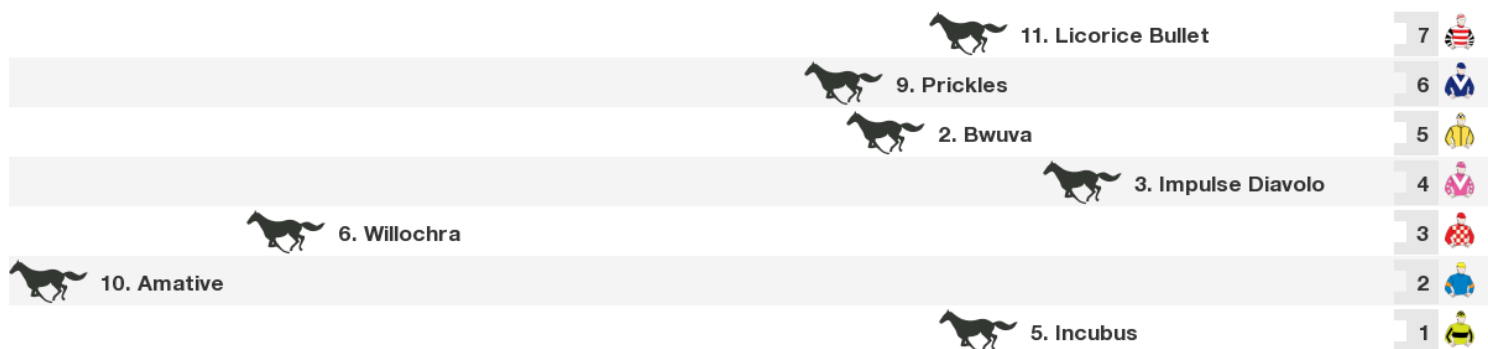 11. Licorice Bullet 7
9. Prickles 6
2. Bwuva 5
3. Impulse Diavolo 4
6. Willochra 3
10. Amative 2
5. Incubus 1